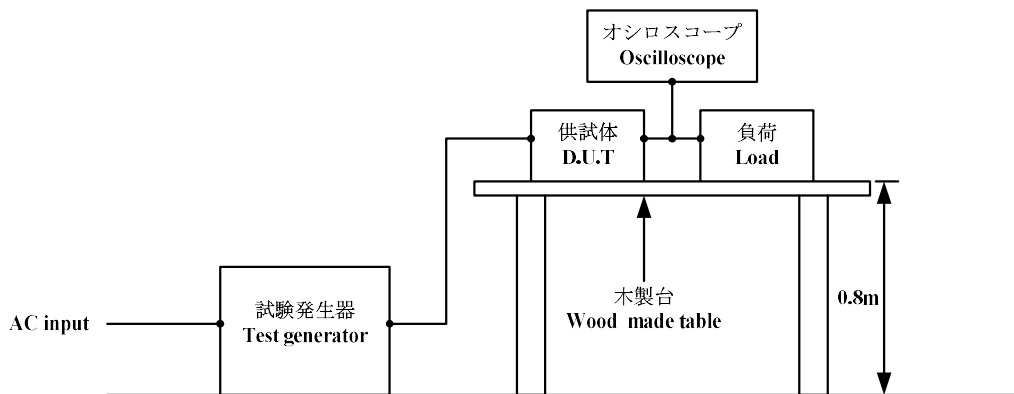 オシロスコープ
Oscilloscope
供試体
D.U.T
負荷
Load
試験発生器
Test generator
AC input
木製台
Wood made table
0.8m